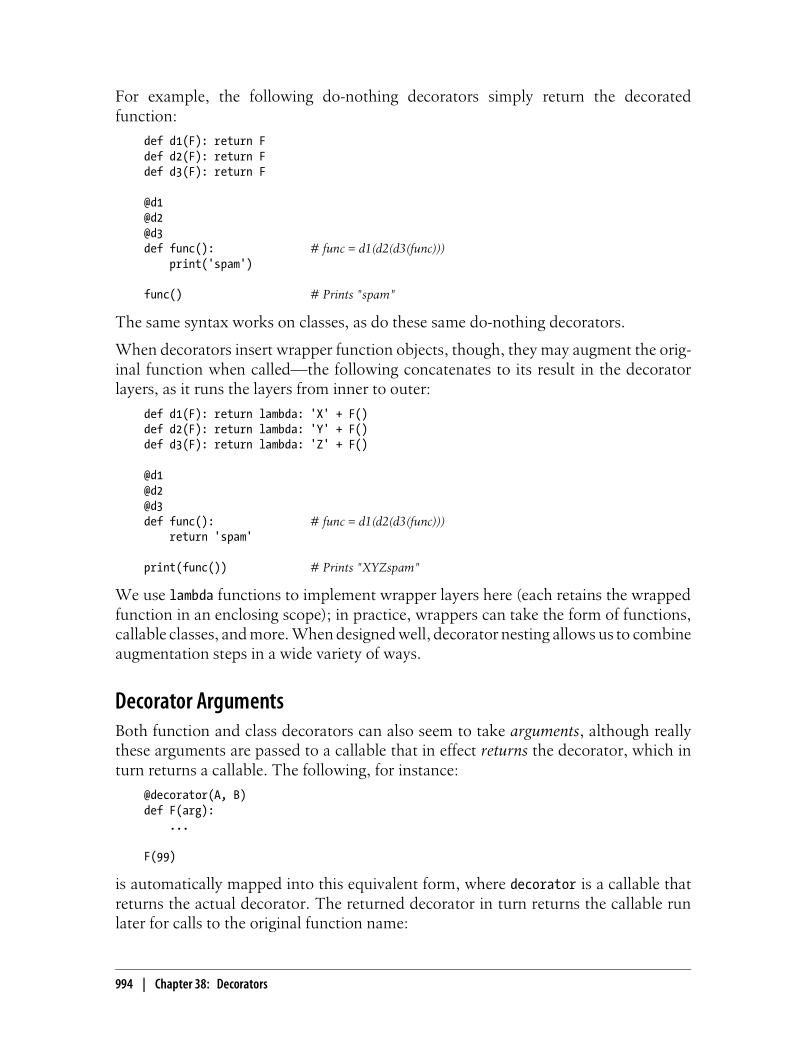 For example, the following do-nothing decorators simply return the decorated
function:
def d1(F): return F
def d2(F): return F
def d3(F): return F
@d1
@d2
@d3
def func():               # func = d1(d2(d3(func)))
    print('spam')
func()                    # Prints "spam"
The same syntax works on classes, as do these same do-nothing decorators.
When decorators insert wrapper function objects, though, they may augment the orig-
inal function when called—the following concatenates to its result in the decorator
layers, as it runs the layers from inner to outer:
def d1(F): return lambda: 'X' + F()
def d2(F): return lambda: 'Y' + F()
def d3(F): return lambda: 'Z' + F()
@d1
@d2
@d3
def func():               # func = d1(d2(d3(func)))
    return 'spam'
print(func())             # Prints "XYZspam"
We use lambda functions to implement wrapper layers here (each retains the wrapped
function in an enclosing scope); in practice, wrappers can take the form of functions,
callable classes, and more. When designed well, decorator nesting allows us to combine
augmentation steps in a wide variety of ways.
Decorator Arguments
Both function and class decorators can also seem to take arguments, although really
these arguments are passed to a callable that in effect returns the decorator, which in
turn returns a callable. The following, for instance:
@decorator(A, B)
def F(arg):
    ...
F(99)
is automatically mapped into this equivalent form, where decorator is a callable that
returns the actual decorator. The returned decorator in turn returns the callable run
later for calls to the original function name:
994 | Chapter 38: Decorators